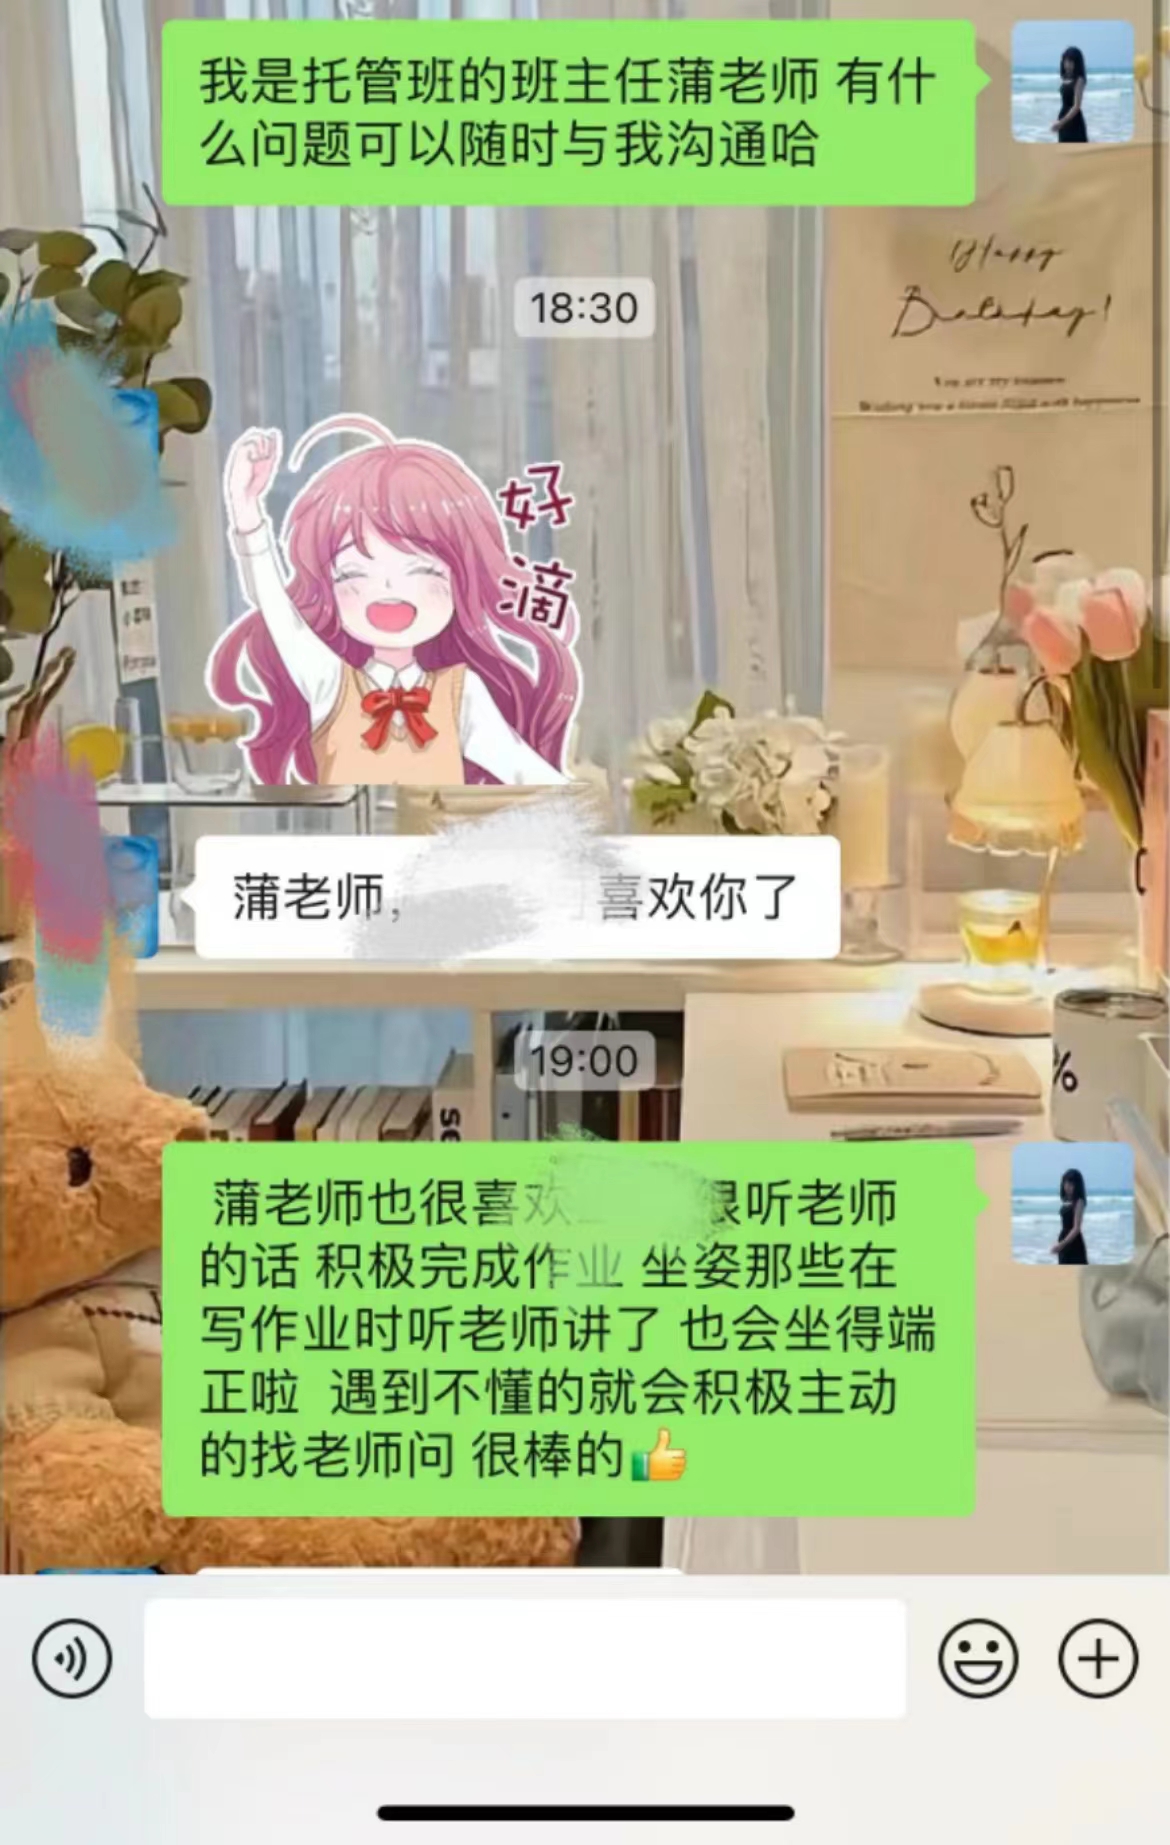 我是托管班的班主任蒲老师 有什
么问题可以随时与我沟通哈
Happy
Birthday!
18:30
好
滴
蒲老师,
喜欢你了
19:00
%
蒲老师也很喜欢 很听老师
的话 积极完成作业 坐姿那些在
写作业时听老师讲了 也会坐得端
正啦 遇到不懂的就会积极主动
的找老师问 很棒的👍